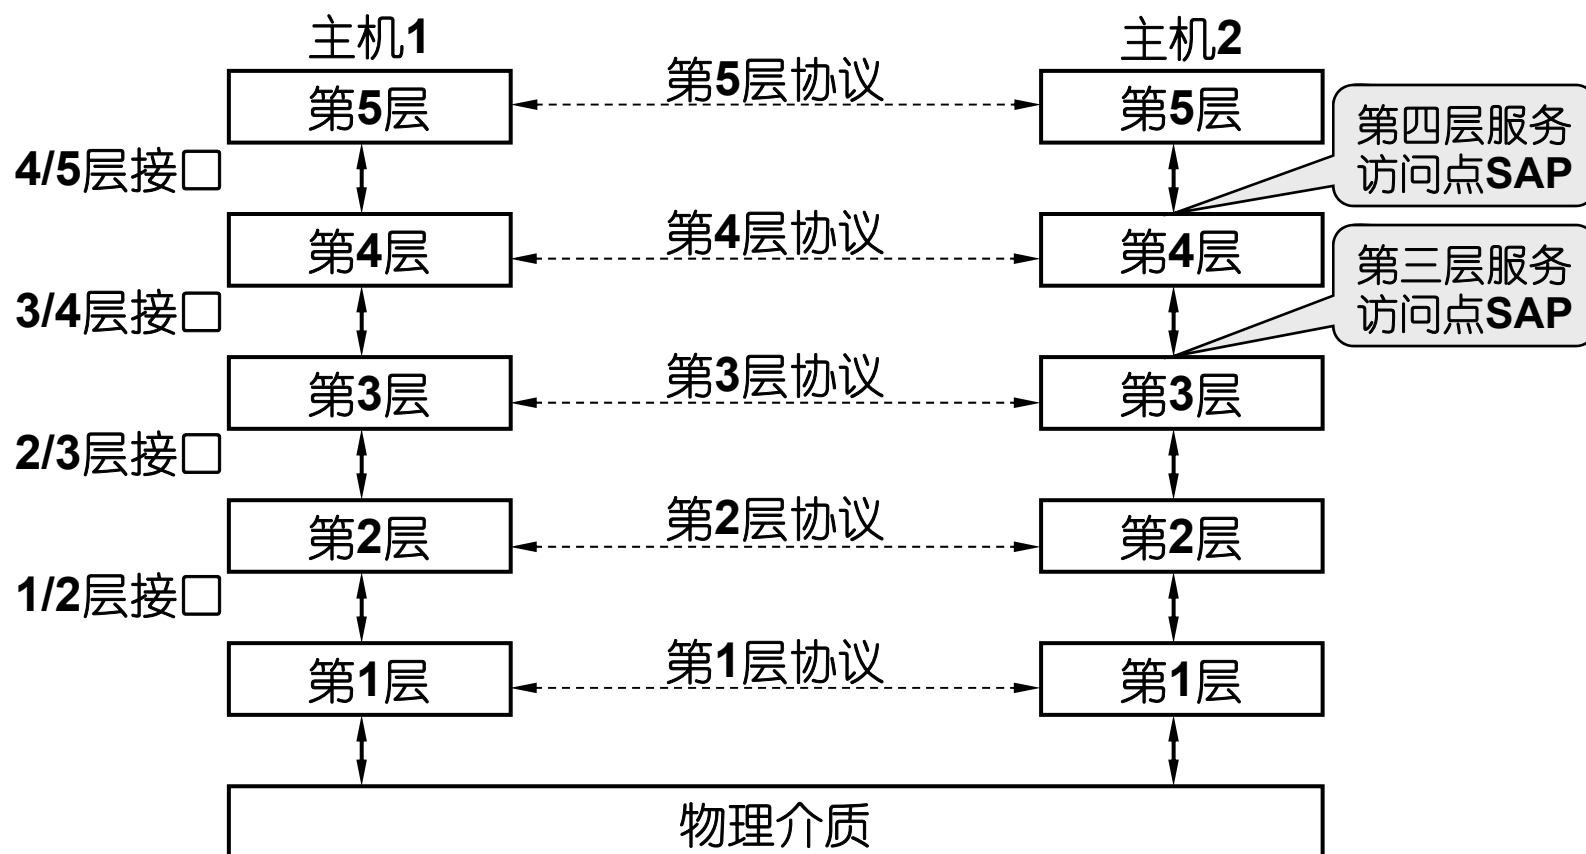 主机1
主机2
第5层
第5层协议
第5层
第四层服务
访问点SAP
4/5层接口
第4层
第4层协议
第4层
第三层服务
访问点SAP
3/4层接口
第3层
第3层协议
第3层
2/3层接口
第2层
第2层协议
第2层
1/2层接口
第1层
第1层协议
第1层
物理介质